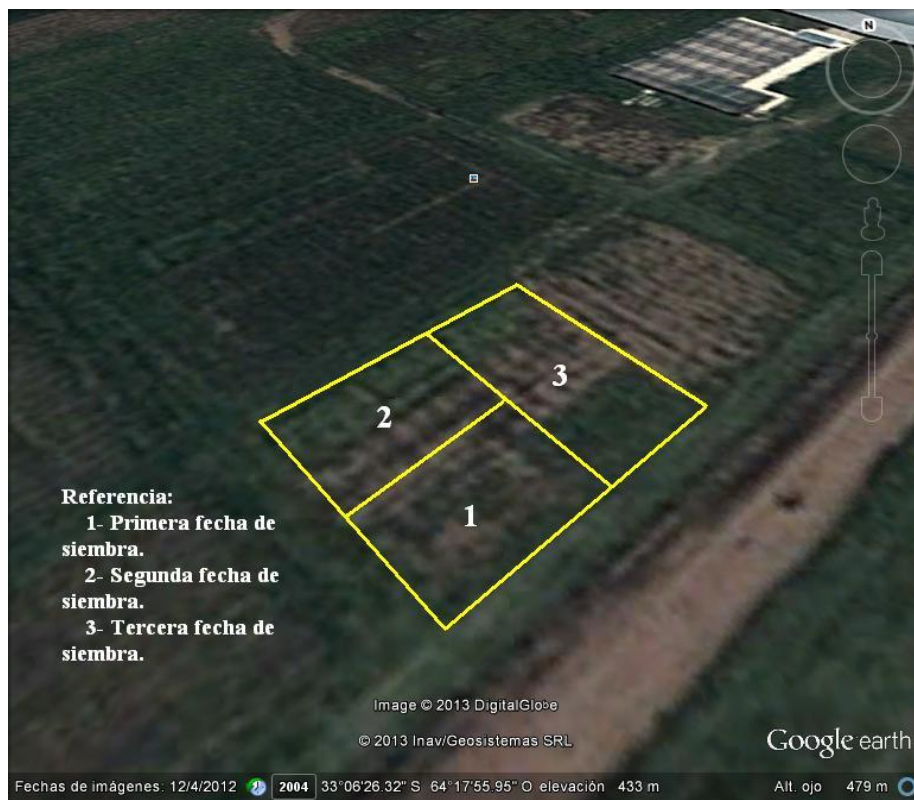 N
3
2
1
Referencia:
1- Primera fecha de
siembra.
2- Segunda fecha de
siembra.
3- Tercera fecha de
siembra.
Image © 2013 DigitalGlobe
© 2013 Inav/Geosistemas SRL
Google earth
Fechas de imágenes: 12/4/2012 2004 33°06'26.32" S 64°17'55.95" O elevación 433 m Alt. ojo 479 m